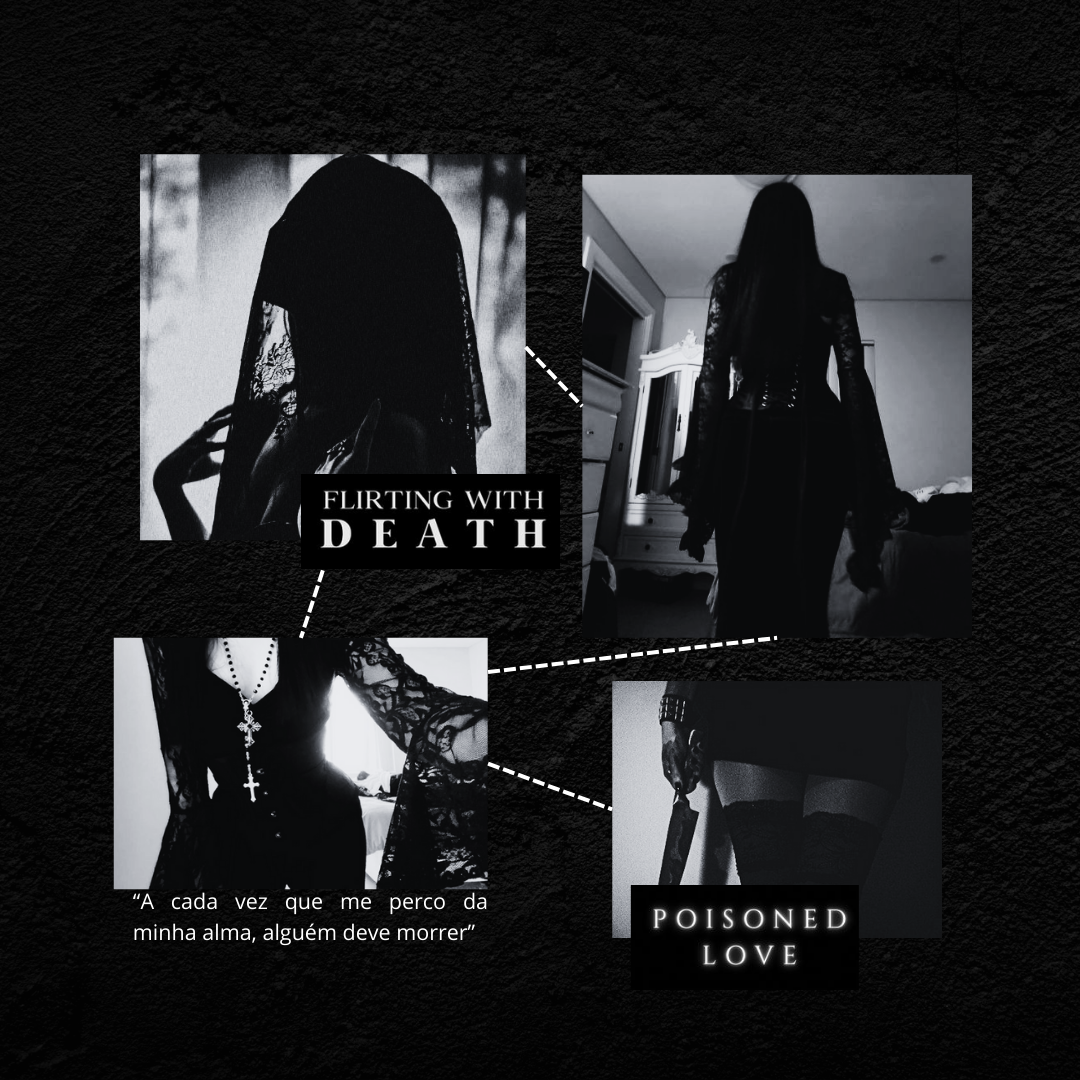 FLIRTING WITH
DEATH
“A cada vez que me perco da
minha alma, alguém deve morrer”
POISONED
LOVE